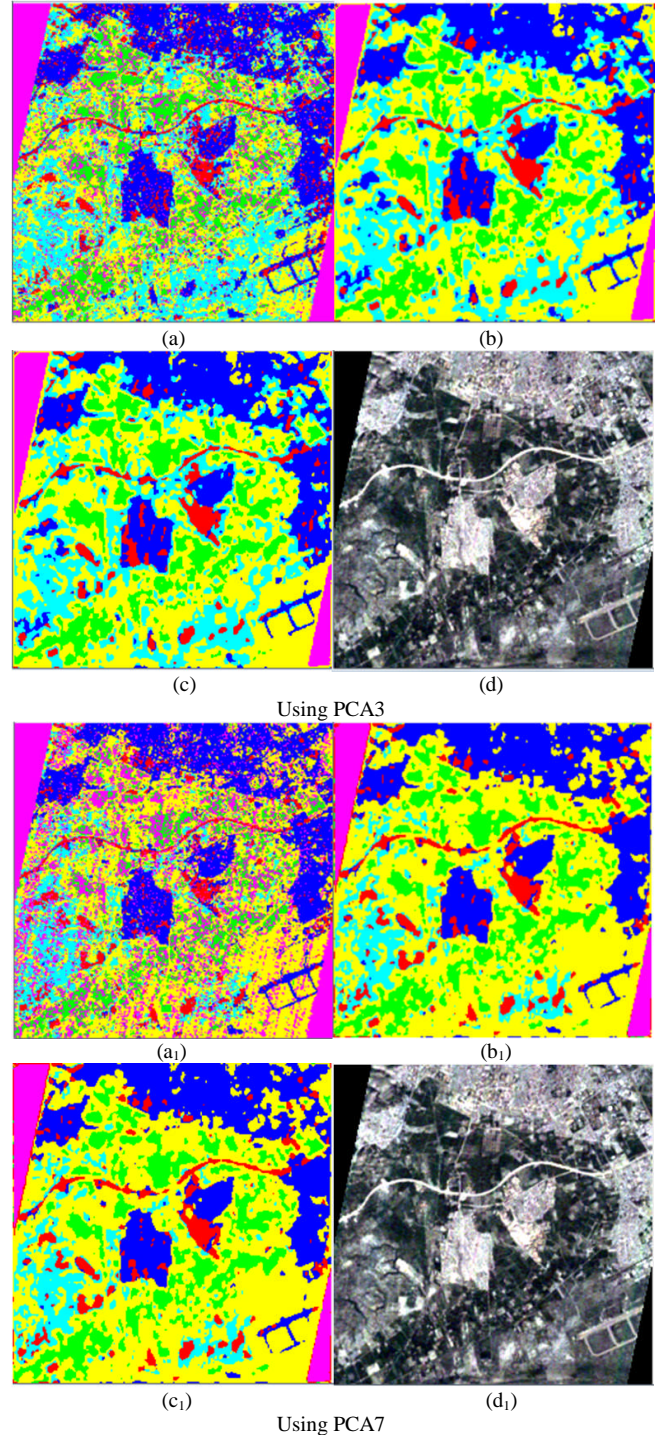 (a)
(b)
(c)
(d)
Using PCA3
(a₁)
(b₁)
(c₁)
(d₁)
Using PCA7